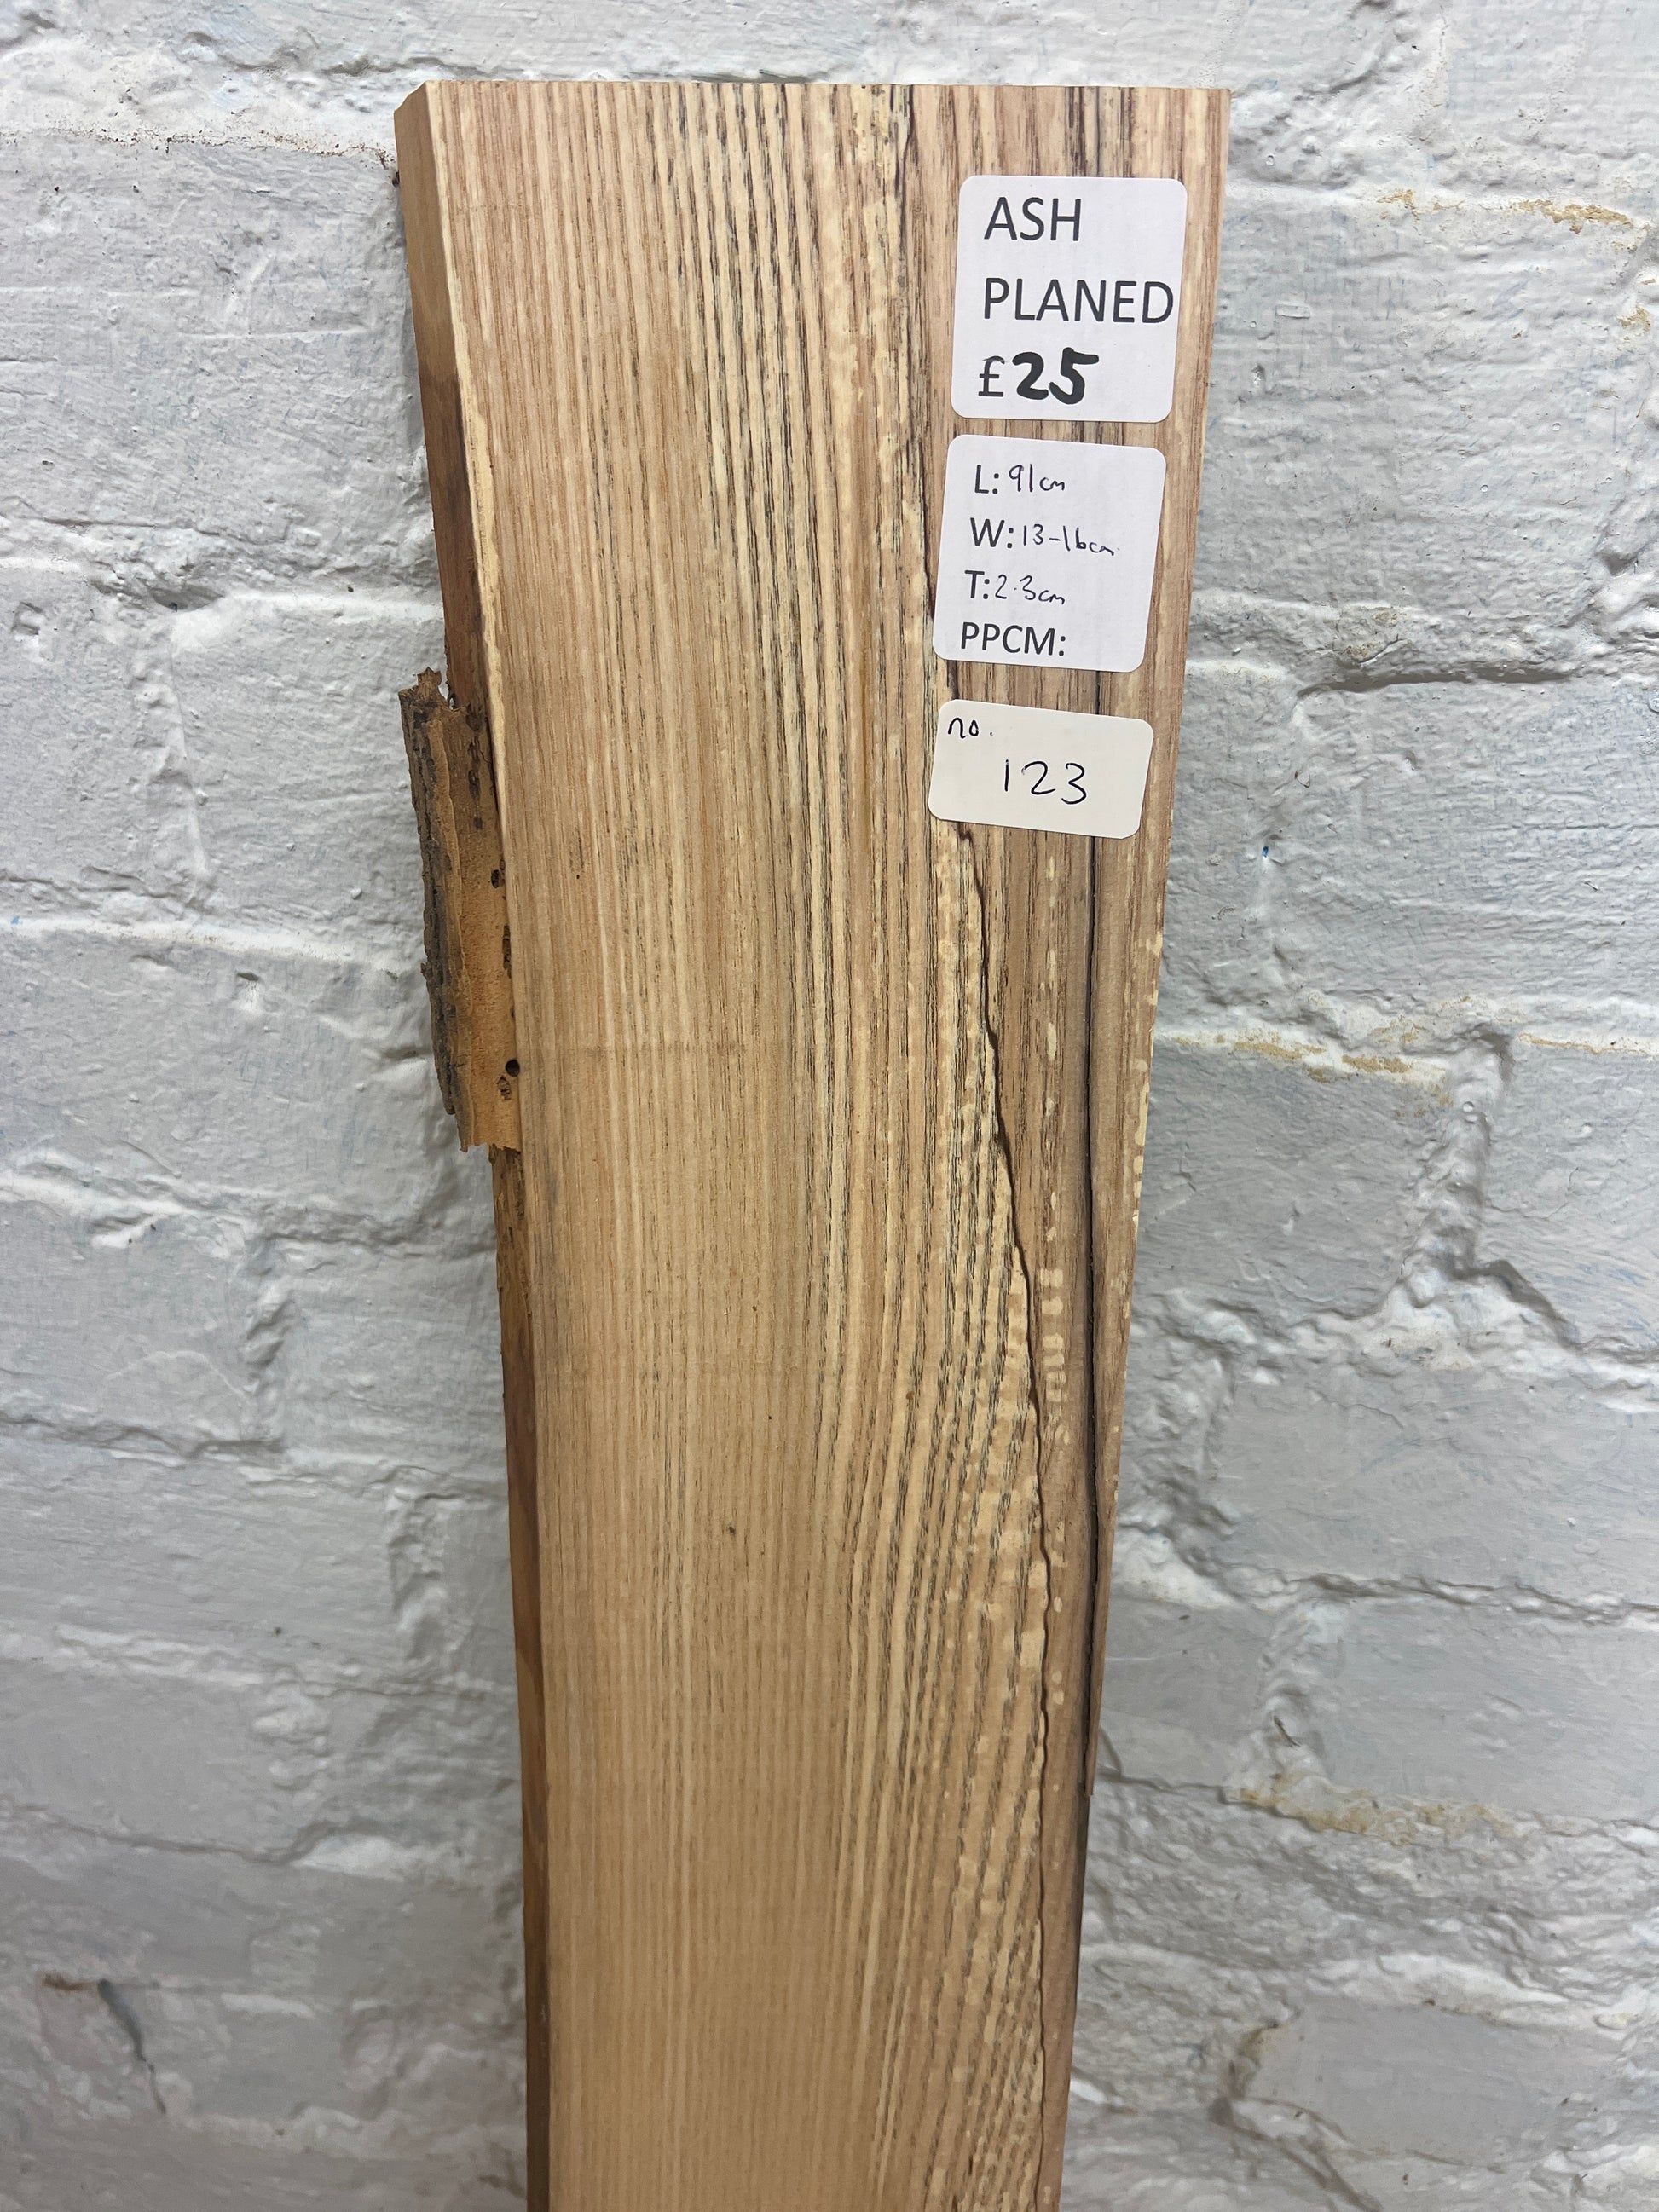 ASH
PLANED
£25
L: 91cm
W: 13-16cm
T: 2.3cm
PPCM:
no.
123